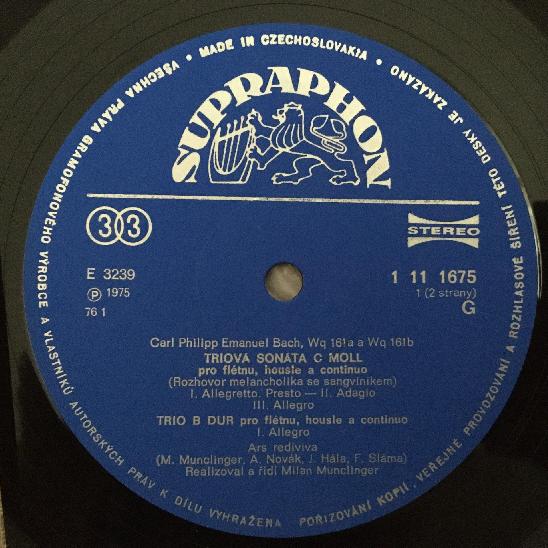 VŠECHNA PRÁVA GRAMOFONOVÉHO VÝROBCE A VLASTNÍKŮ AUTORSKÝCH PRÁV K DÍLU VYHRAŽENA
POŘIZOVÁNÍ KOPIÍ, VEŘEJNÉ PROVOZOVÁNÍ A ROZHLASOVÉ ŠÍŘENÍ TÉTO DESKY JE ZAKÁZÁNO
• MADE IN CZECHOSLOVAKIA •
SUPRAPHON
33
STEREO
E 3239
Ⓟ 1975
76 1
1 11 1675
1 (2 strany)
G
Carl Philipp Emanuel Bach, Wq 161a a Wq 161b
TRIOVÁ SONÁTA C MOLL
pro flétnu, housle a continuo
(Rozhovor melancholika se sangvinikem)
I. Allegretto. Presto — II. Adagio
III. Allegro
TRIO B DUR pro flétnu, housle a continuo
I. Allegro
Ars rediviva
(M. Munclinger, A. Novák, J. Hála, F. Sláma)
Realizoval a řídí Milan Munclinger